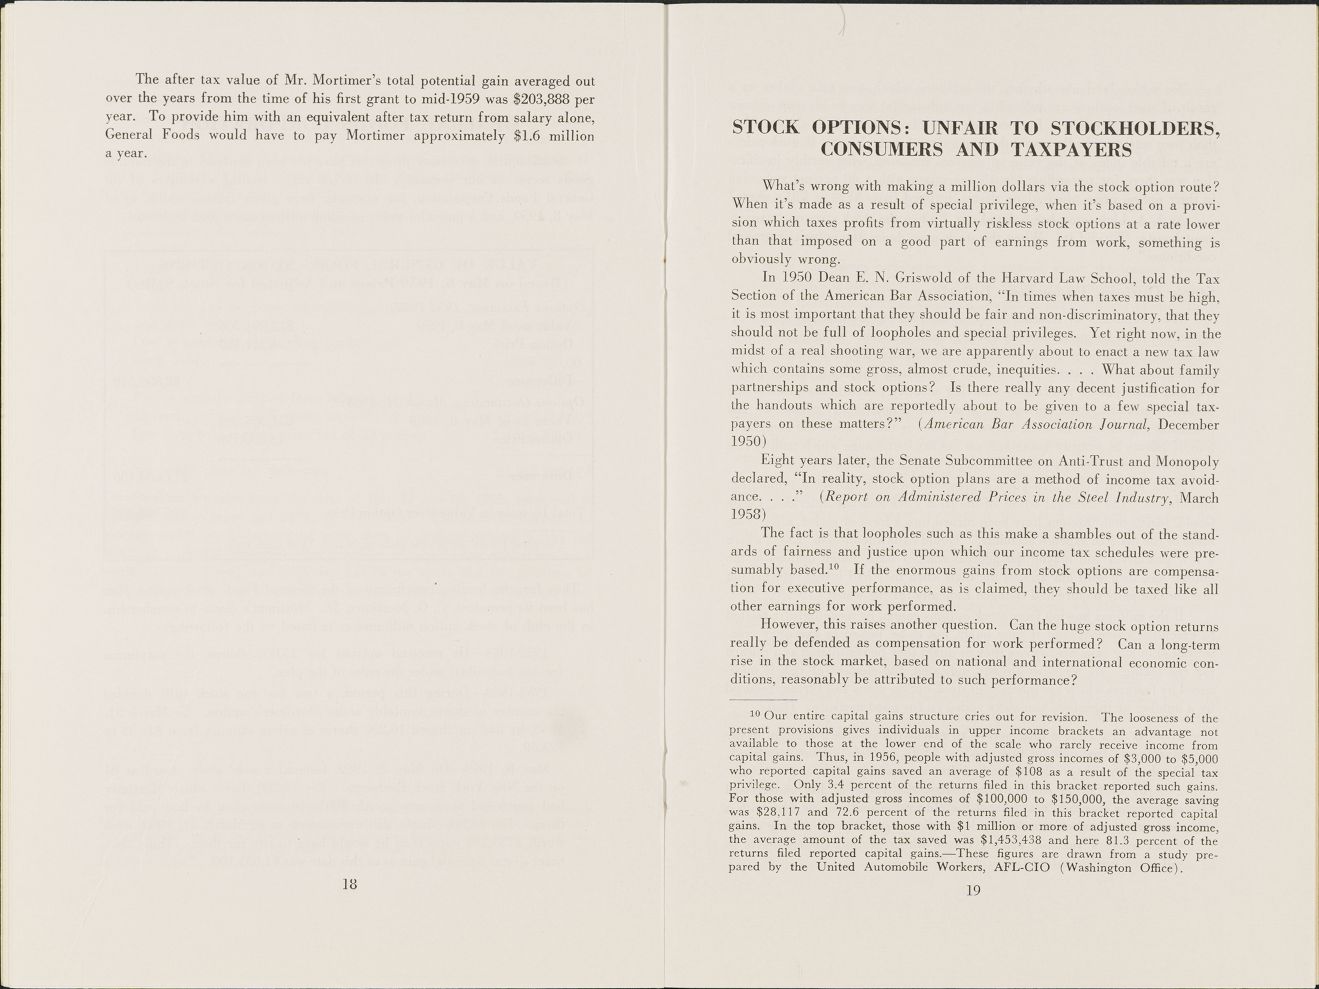 The after tax value of Mr. Mortimer's total potential gain averaged out
over the years from the time of his first grant to mid-1959 was $203,888 per
year. To provide him with an equivalent after tax return from salary alone,
General Foods would have to pay Mortimer approximately $1.6 million
a year.
18
STOCK OPTIONS: UNFAIR TO STOCKHOLDERS,
CONSUMERS AND TAXPAYERS
What's wrong with making a million dollars via the stock option route?
When it's made as a result of special privilege, when it's based on a provi-
sion which taxes profits from virtually riskless stock options at a rate lower
than that imposed on a good part of earnings from work, something is
obviously wrong.
In 1950 Dean E. N. Griswold of the Harvard Law School, told the Tax
Section of the American Bar Association, "In times when taxes must be high,
it is most important that they should be fair and non-discriminatory, that they
should not be full of loopholes and special privileges. Yet right now, in the
midst of a real shooting war, we are apparently about to enact a new tax law
which contains some gross, almost crude, inequities. . . . What about family
partnerships and stock options? Is there really any decent justification for
the handouts which are reportedly about to be given to a few special tax-
payers on these matters?" (American Bar Association Journal, December
1950)
Eight years later, the Senate Subcommittee on Anti-Trust and Monopoly
declared, "In reality, stock option plans are a method of income tax avoid-
ance. . . ." (Report on Administered Prices in the Steel Industry, March
1958)
The fact is that loopholes such as this make a shambles out of the stand-
ards of fairness and justice upon which our income tax schedules were pre-
sumably based.10 If the enormous gains from stock options are compensa-
tion for executive performance, as is claimed, they should be taxed like all
other earnings for work performed.
However, this raises another question. Can the huge stock option returns
really be defended as compensation for work performed? Can a long-term
rise in the stock market, based on national and international economic con-
ditions, reasonably be attributed to such performance?
10 Our entire capital gains structure cries out for revision. The looseness of the
present provisions gives individuals in upper income brackets an advantage not
available to those at the lower end of the scale who rarely receive income from
capital gains. Thus, in 1956, people with adjusted gross incomes of $3,000 to $5,000
who reported capital gains saved an average of $108 as a result of the special tax
privilege. Only 3.4 percent of the returns filed in this bracket reported such gains.
For those with adjusted gross incomes of $100,000 to $150,000, the average saving
was $28,117 and 72.6 percent of the returns filed in this bracket reported capital
gains. In the top bracket, those with $1 million or more of adjusted gross income,
the average amount of the tax saved was $1,453,438 and here 81.3 percent of the
returns filed reported capital gains.—These figures are drawn from a study pre-
pared by the United Automobile Workers, AFL-CIO (Washington Office).
19